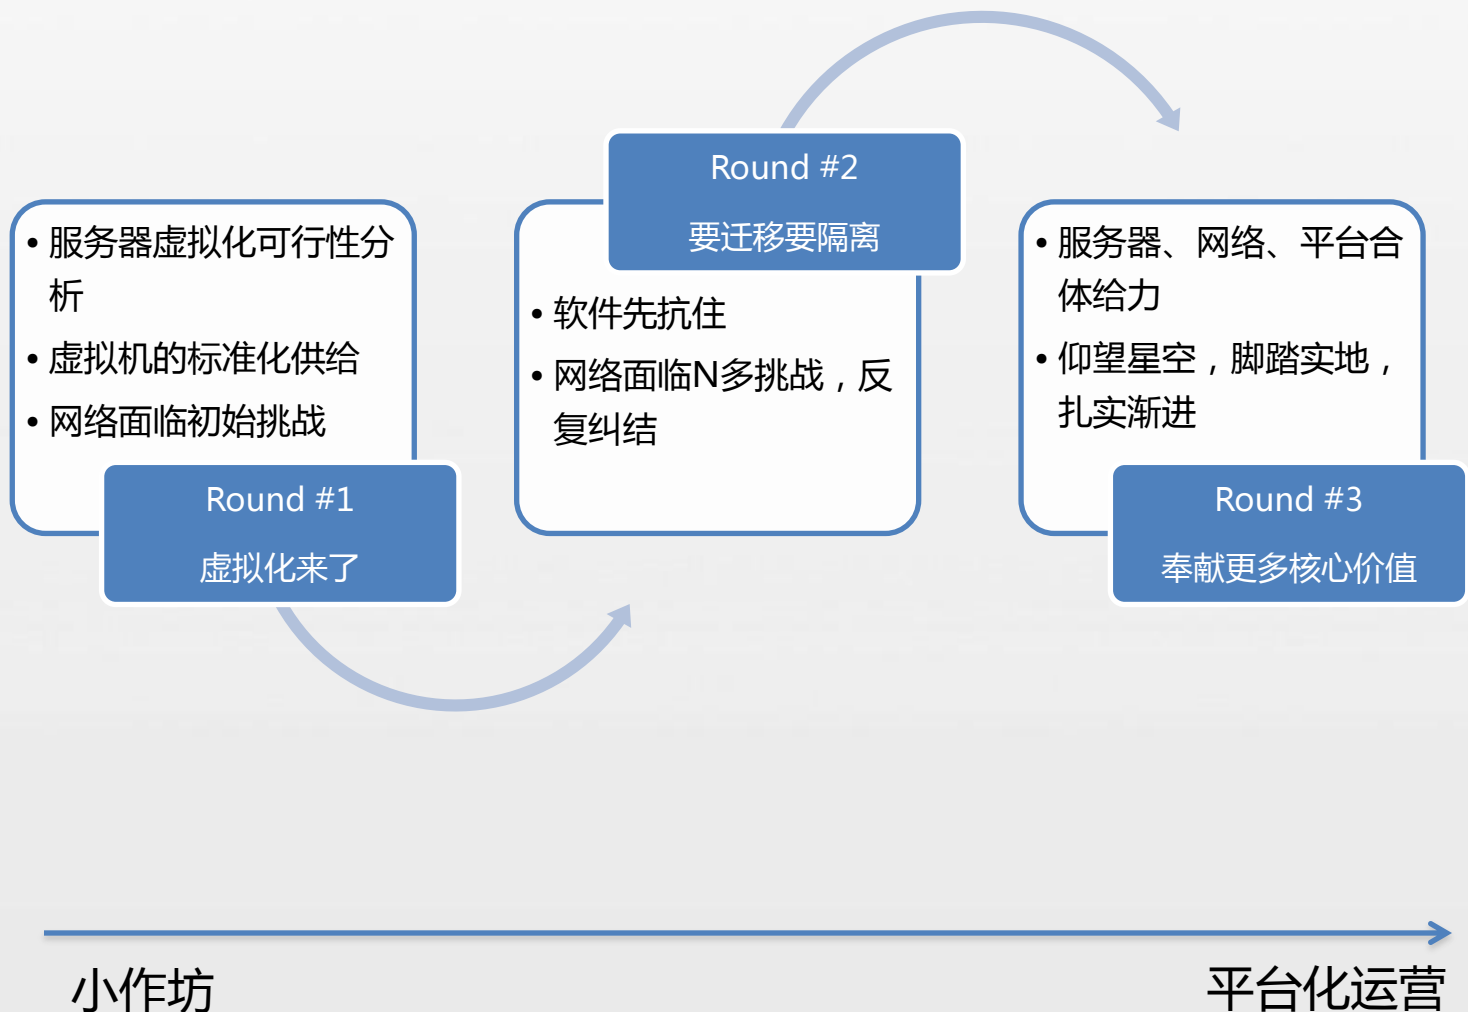 • 服务器虚拟化可行性分
析
• 虚拟机的标准化供给
• 网络面临初始挑战
Round #1
虚拟化来了
Round #2
要迁移要隔离
• 软件先抗住
• 网络面临N多挑战，反
复纠结
• 服务器、网络、平台合
体给力
• 仰望星空，脚踏实地，
扎实渐进
Round #3
奉献更多核心价值
小作坊
平台化运营